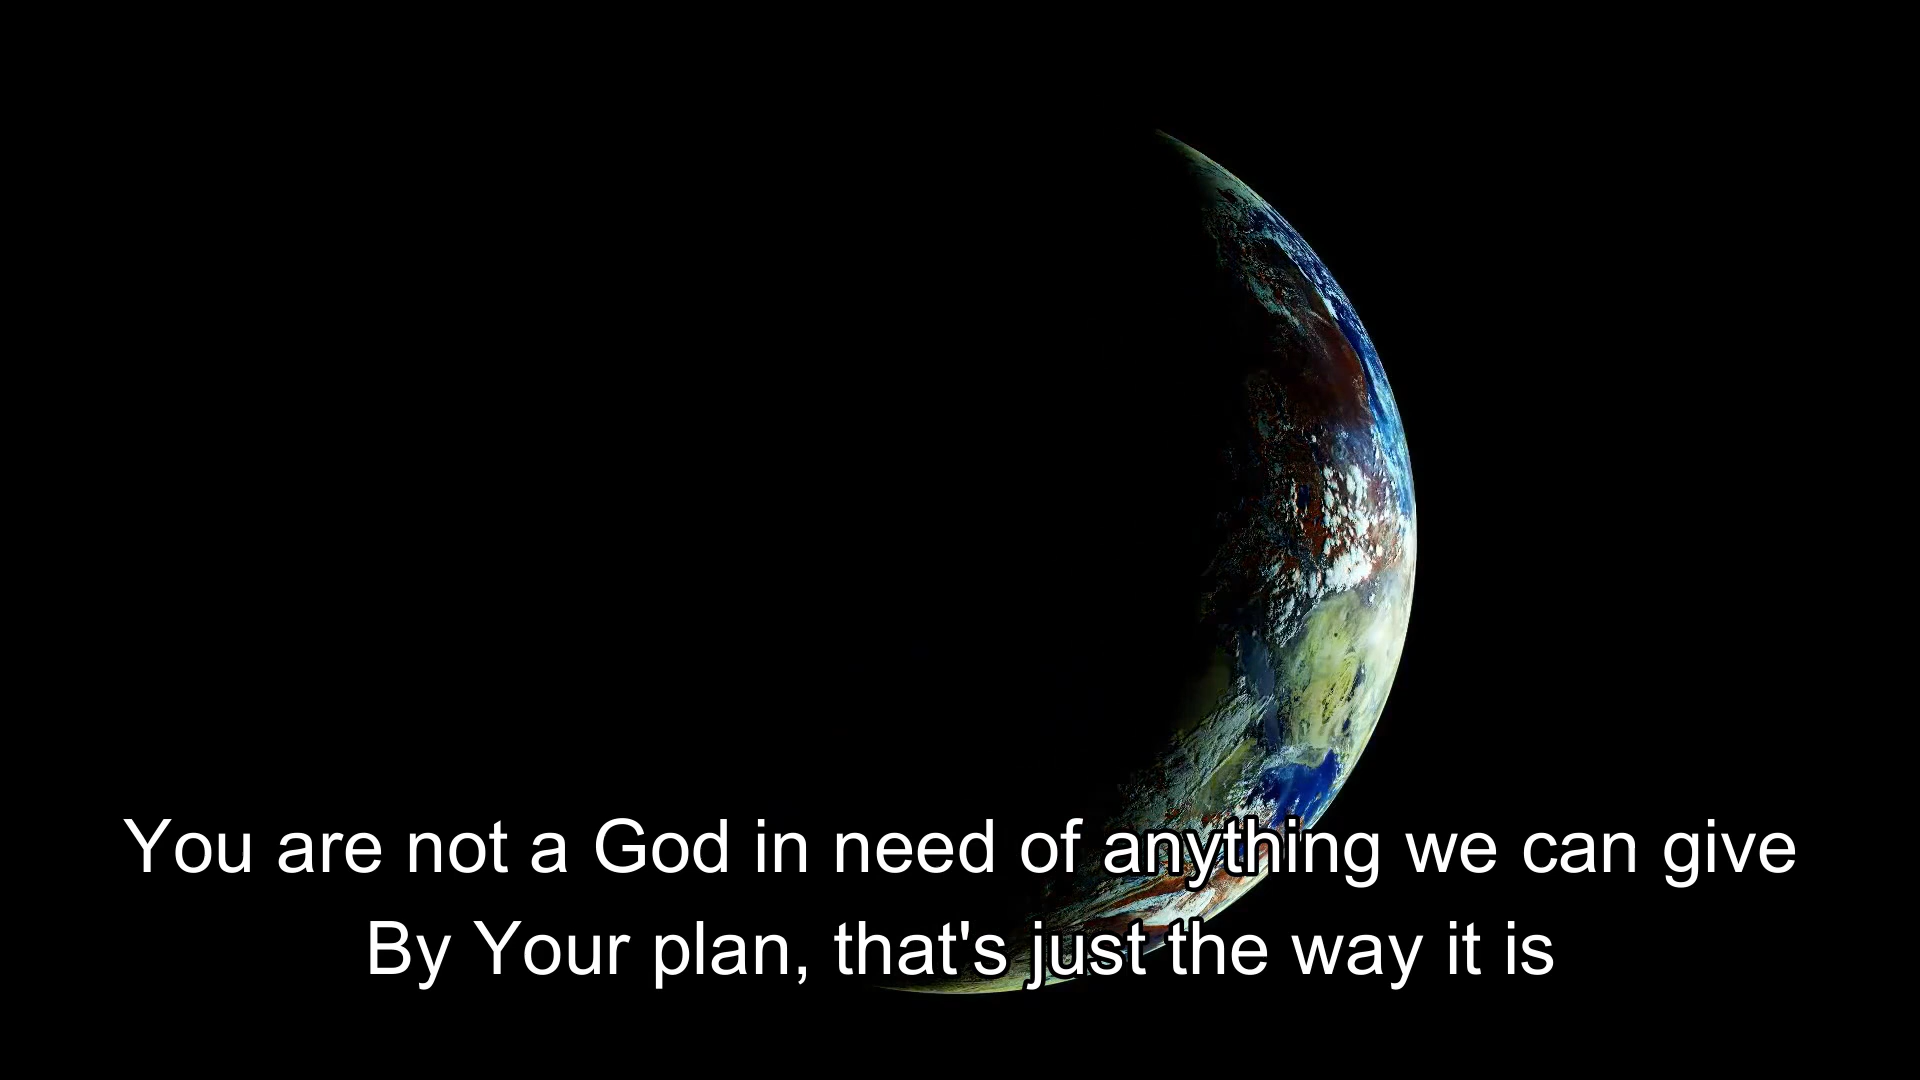 You are not a God in need of anything we can give
By Your plan, that's just the way it is